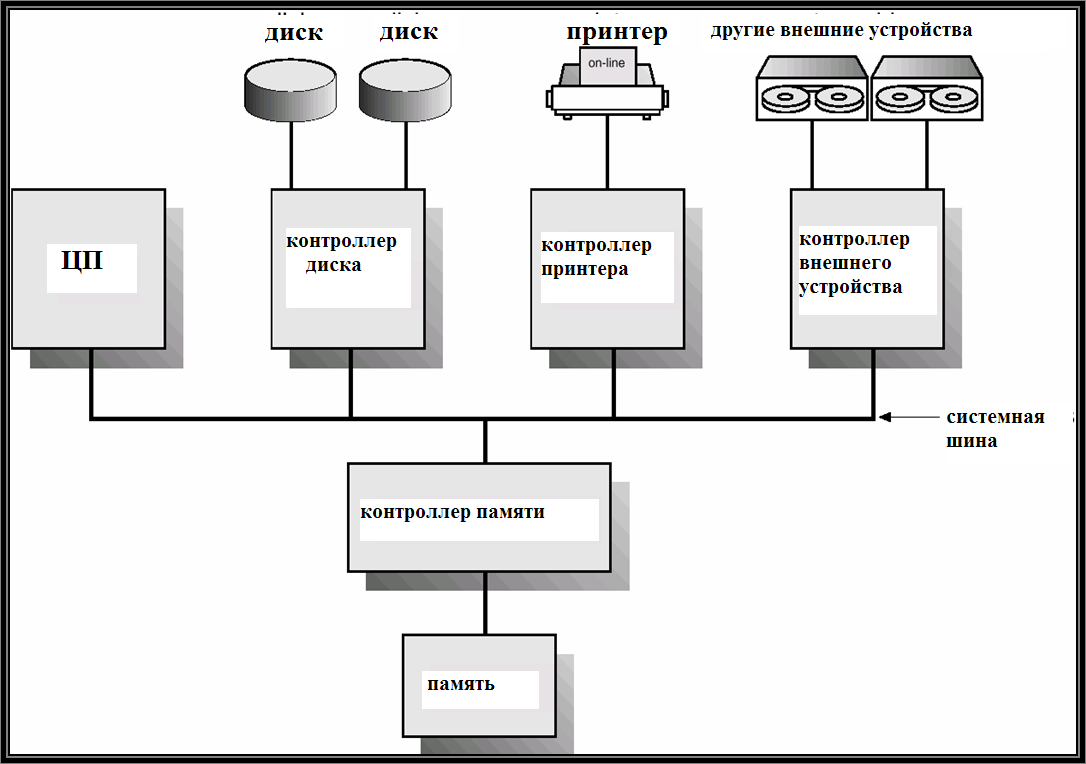 диск
диск
принтер
другие внешние устройства
on-line
ЦП
контроллер
диска
контроллер
принтера
контроллер
внешнего
устройства
системная
шина
контроллер памяти
память